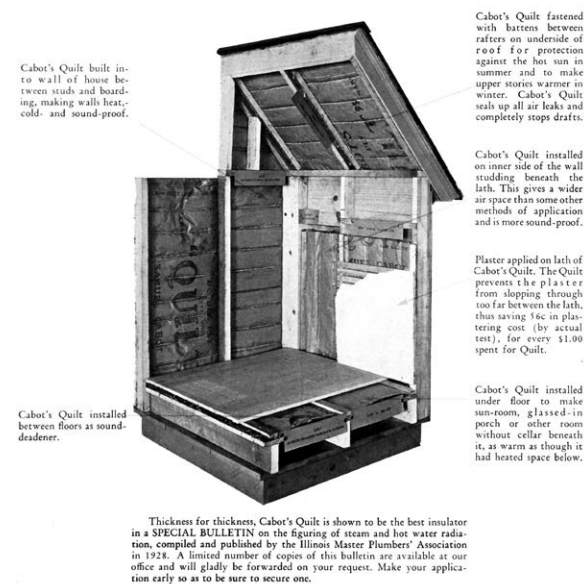 Cabot's Quilt built in-
to wall of house be-
tween studs and board-
ing, making walls heat,-
cold- and sound-proof.
Cabot's Quilt fastened
with battens between
rafters on underside of
roof for protection
against the hot sun in
summer and to make
upper stories warmer in
winter. Cabot's Quilt
seals up all air leaks and
completely stops drafts.
Cabot's Quilt installed
on inner side of the wall
studding beneath the
lath. This gives a wider
air space than some other
methods of application
and is more sound-proof.
Plaster applied on lath of
Cabot's Quilt. The Quilt
prevents the plaster
from slopping through
too far between the lath,
thus saving 56c in plas-
tering cost (by actual
test), for every $1.00
spent for Quilt.
Cabot's Quilt installed
under floor to make
sun-room, glassed-in
porch or other room
without cellar beneath
it, as warm as though it
had heated space below.
Cabot's Quilt installed
between floors as sound-
deadener.
Thickness for thickness, Cabot's Quilt is shown to be the best insulator
in a SPECIAL BULLETIN on the figuring of steam and hot water radia-
tion, compiled and published by the Illinois Master Plumbers' Association
in 1928. A limited number of copies of this bulletin are available at our
office and will gladly be forwarded on your request. Make your applica-
tion early so as to be sure to secure one.